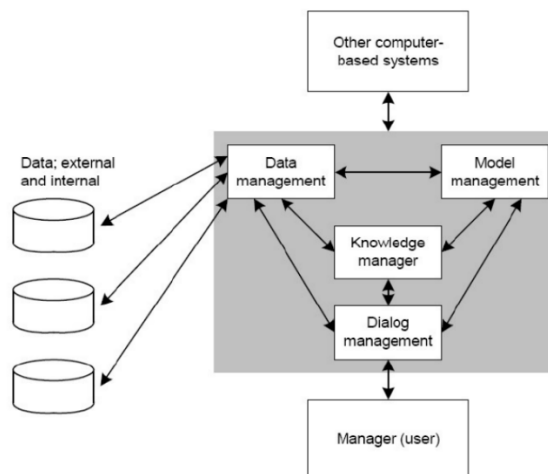 Other computer-
based systems
Data; external
and internal
Data
management
Model
management
Knowledge
manager
Dialog
management
Manager (user)